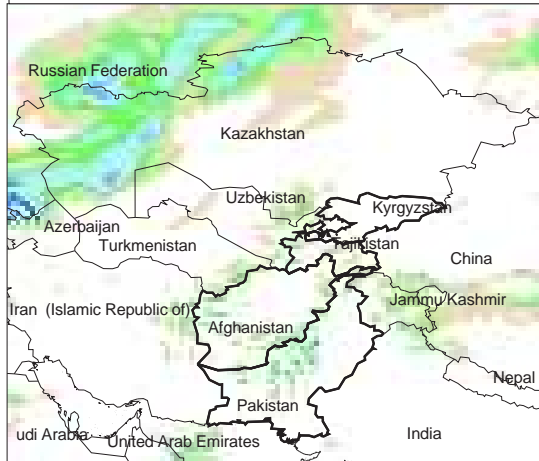 Russian Federation
Kazakhstan
Uzbekistan
Kyrgyzstan
Azerbaijan
Turkmenistan
Tajikistan
China
Iran (Islamic Republic of)
Jammu/Kashmir
Afghanistan
Nepal
Pakistan
udi Arabia
United Arab Emirates
India